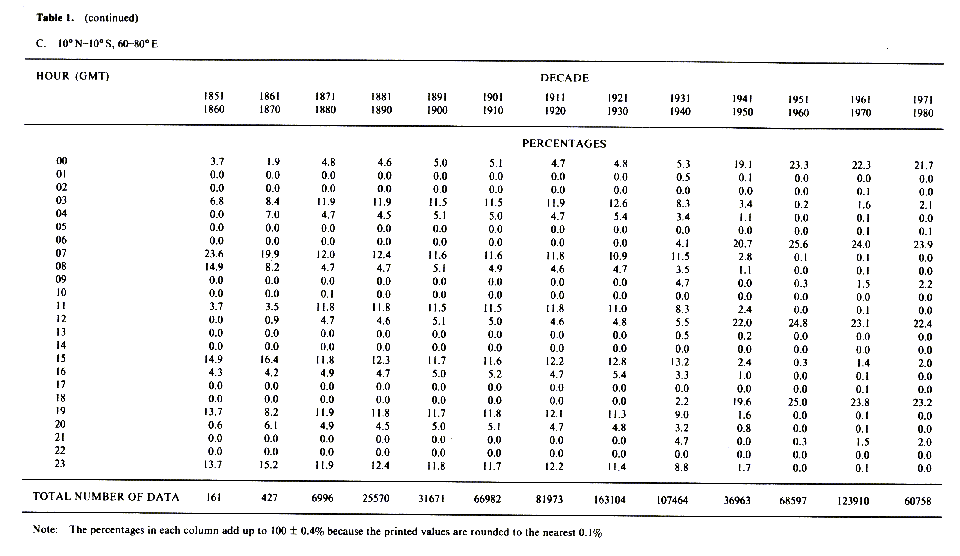 Table 1. (continued)
C. 10° N–10° S, 60–80° E
HOUR (GMT) DECADE
1851 1861 1871 1881 1891 1901 1911 1921 1931 1941 1951 1961 1971
1860 1870 1880 1890 1900 1910 1920 1930 1940 1950 1960 1970 1980
PERCENTAGES
00 3.7 1.9 4.8 4.6 5.0 5.1 4.7 4.8 5.3 19.1 23.3 22.3 21.7
01 0.0 0.0 0.0 0.0 0.0 0.0 0.0 0.0 0.5 0.1 0.0 0.0 0.0
02 0.0 0.0 0.0 0.0 0.0 0.0 0.0 0.0 0.0 0.0 0.0 0.1 0.0
03 6.8 8.4 11.9 11.9 11.5 11.5 11.9 12.6 8.3 3.4 0.2 1.6 2.1
04 0.0 7.0 4.7 4.5 5.1 5.0 4.7 5.4 3.4 1.1 0.0 0.1 0.0
05 0.0 0.0 0.0 0.0 0.0 0.0 0.0 0.0 0.0 0.0 0.0 0.1 0.1
06 0.0 0.0 0.0 0.0 0.0 0.0 0.0 0.0 4.1 20.7 25.6 24.0 23.9
07 23.6 19.9 12.0 12.4 11.6 11.6 11.8 10.9 11.5 2.8 0.1 0.1 0.0
08 14.9 8.2 4.7 4.7 5.1 4.9 4.6 4.7 3.5 1.1 0.0 0.1 0.0
09 0.0 0.0 0.0 0.0 0.0 0.0 0.0 0.0 4.7 0.0 0.3 1.5 2.2
10 0.0 0.0 0.1 0.0 0.0 0.0 0.0 0.0 0.0 0.0 0.0 0.0 0.0
11 3.7 3.5 11.8 11.8 11.5 11.5 11.8 11.0 8.3 2.4 0.0 0.1 0.0
12 0.0 0.9 4.7 4.6 5.1 5.0 4.6 4.8 5.5 22.0 24.8 23.1 22.4
13 0.0 0.0 0.0 0.0 0.0 0.0 0.0 0.0 0.5 0.2 0.0 0.0 0.0
14 0.0 0.0 0.0 0.0 0.0 0.0 0.0 0.0 0.0 0.0 0.0 0.0 0.0
15 14.9 16.4 11.8 12.3 11.7 11.6 12.2 12.8 13.2 2.4 0.3 1.4 2.0
16 4.3 4.2 4.9 4.7 5.0 5.2 4.7 5.4 3.3 1.0 0.0 0.1 0.0
17 0.0 0.0 0.0 0.0 0.0 0.0 0.0 0.0 0.0 0.0 0.0 0.1 0.0
18 0.0 0.0 0.0 0.0 0.0 0.0 0.0 0.0 2.2 19.6 25.0 23.8 23.2
19 13.7 8.2 11.9 11.8 11.7 11.8 12.1 11.3 9.0 1.6 0.0 0.1 0.0
20 0.6 6.1 4.9 4.5 5.0 5.1 4.7 4.8 3.2 0.8 0.0 0.1 0.0
21 0.0 0.0 0.0 0.0 0.0 0.0 0.0 0.0 4.7 0.0 0.3 1.5 2.0
22 0.0 0.0 0.0 0.0 0.0 0.0 0.0 0.0 0.0 0.0 0.0 0.0 0.0
23 13.7 15.2 11.9 12.4 11.8 11.7 12.2 11.4 8.8 1.7 0.0 0.1 0.0
TOTAL NUMBER OF DATA 161 427 6996 25570 31671 66982 81973 163104 107464 36963 68597 123910 60758
Note: The percentages in each column add up to 100 ± 0.4% because the printed values are rounded to the nearest 0.1%